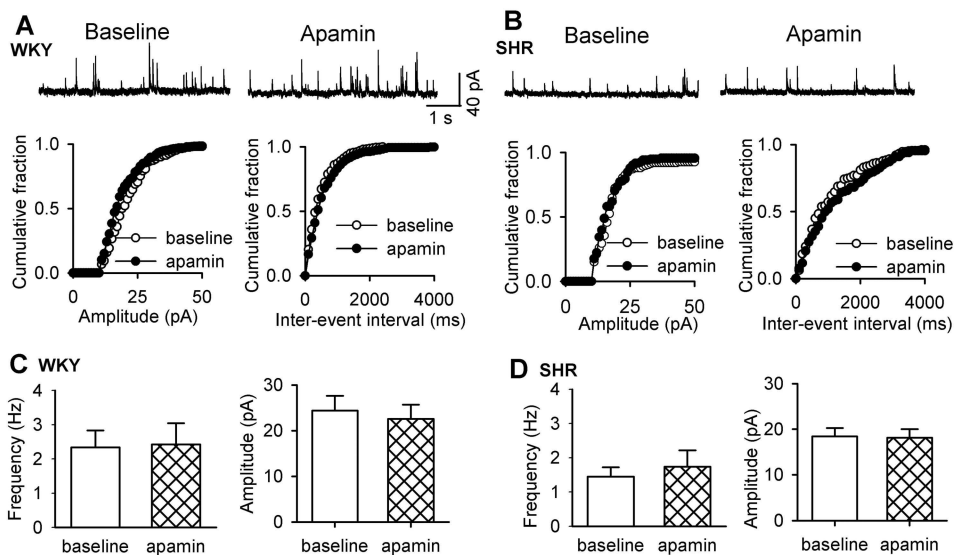 A
WKY
Baseline
Apamin
40 pA
1 s
Cumulative fraction
1.0
0.5
0.0
baseline
apamin
0
25
50
Amplitude (pA)
Cumulative fraction
1.0
0.5
0.0
baseline
apamin
0
2000
4000
Inter-event interval (ms)
B
SHR
Baseline
Apamin
Cumulative fraction
1.0
0.5
0.0
baseline
apamin
0
25
50
Amplitude (pA)
Cumulative fraction
1.0
0.5
0.0
baseline
apamin
0
2000
4000
Inter-event interval (ms)
C WKY
Frequency (Hz)
4
3
2
1
0
baseline
apamin
Amplitude (pA)
30
20
10
0
baseline
apamin
D SHR
Frequency (Hz)
4
3
2
1
0
baseline
apamin
Amplitude (pA)
30
20
10
0
baseline
apamin